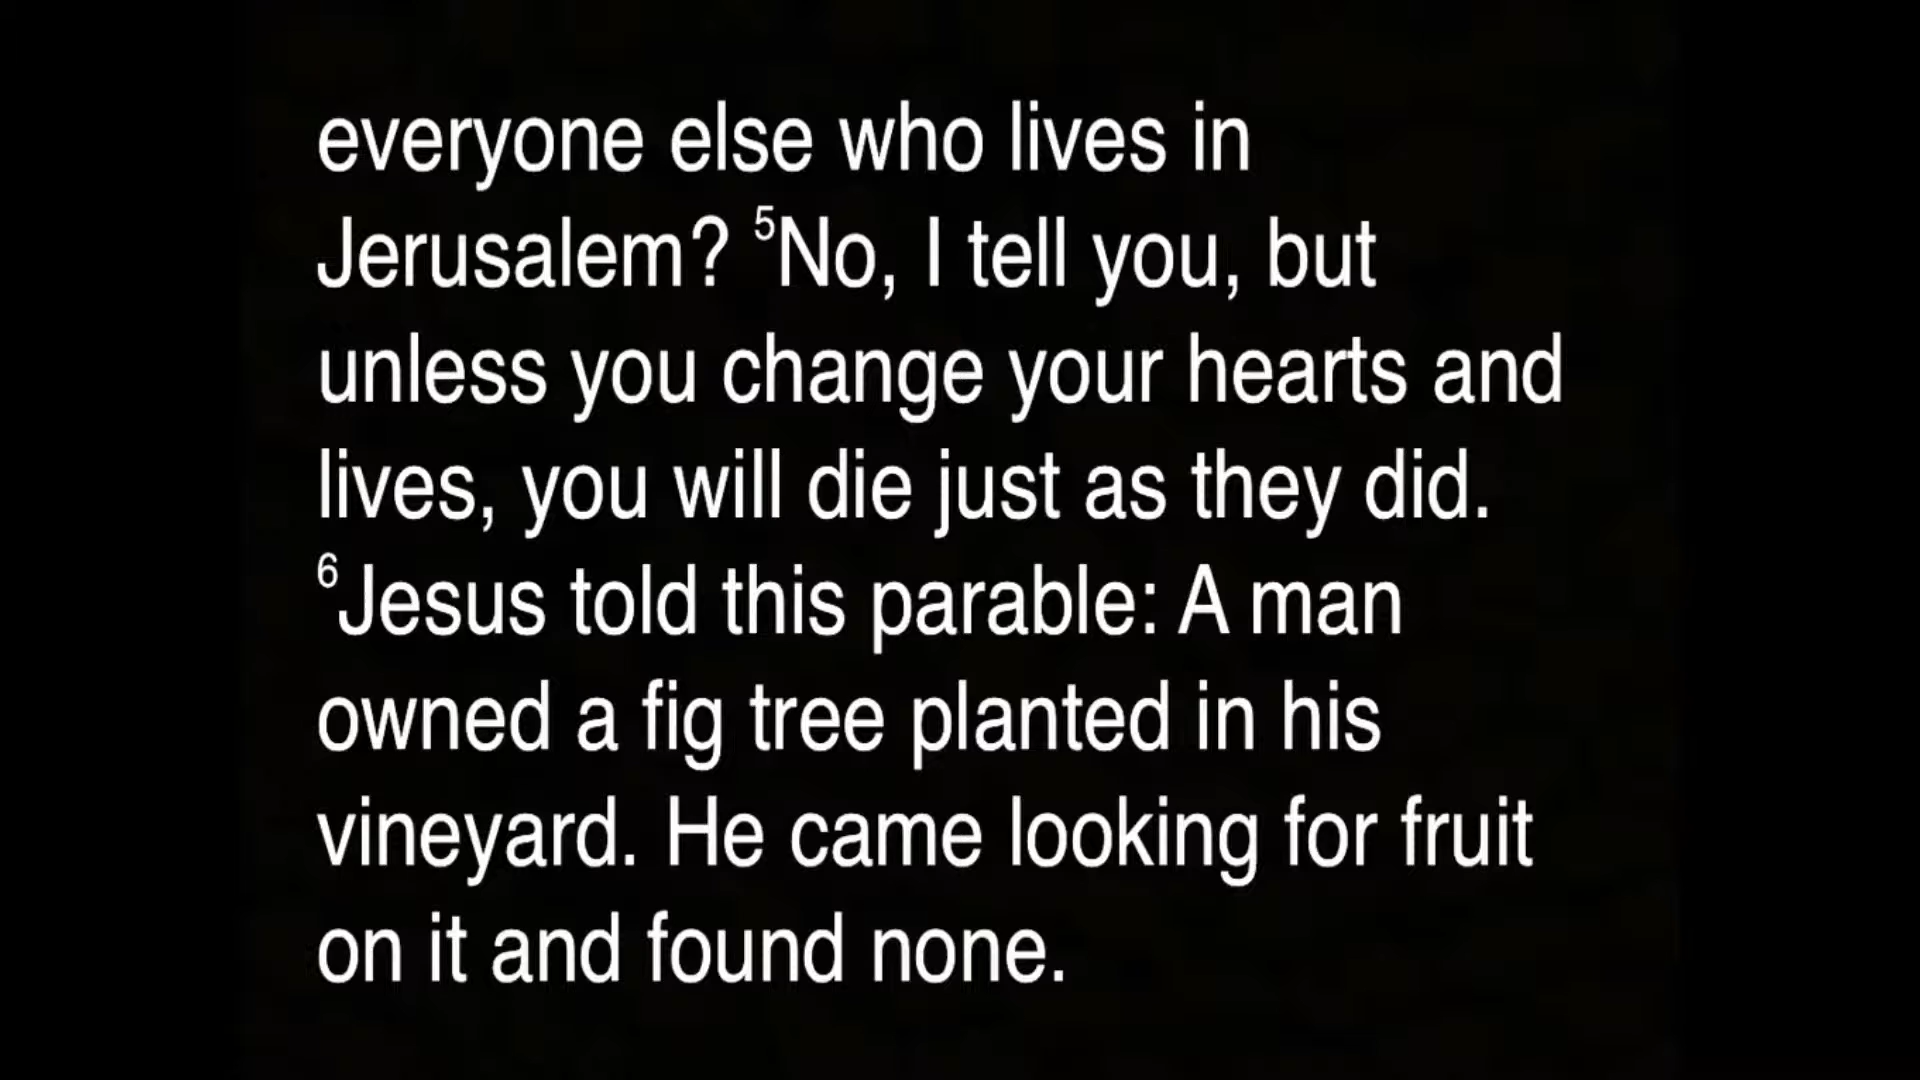 everyone else who lives in
Jerusalem? ⁵No, I tell you, but
unless you change your hearts and
lives, you will die just as they did.
⁶Jesus told this parable: A man
owned a fig tree planted in his
vineyard. He came looking for fruit
on it and found none.